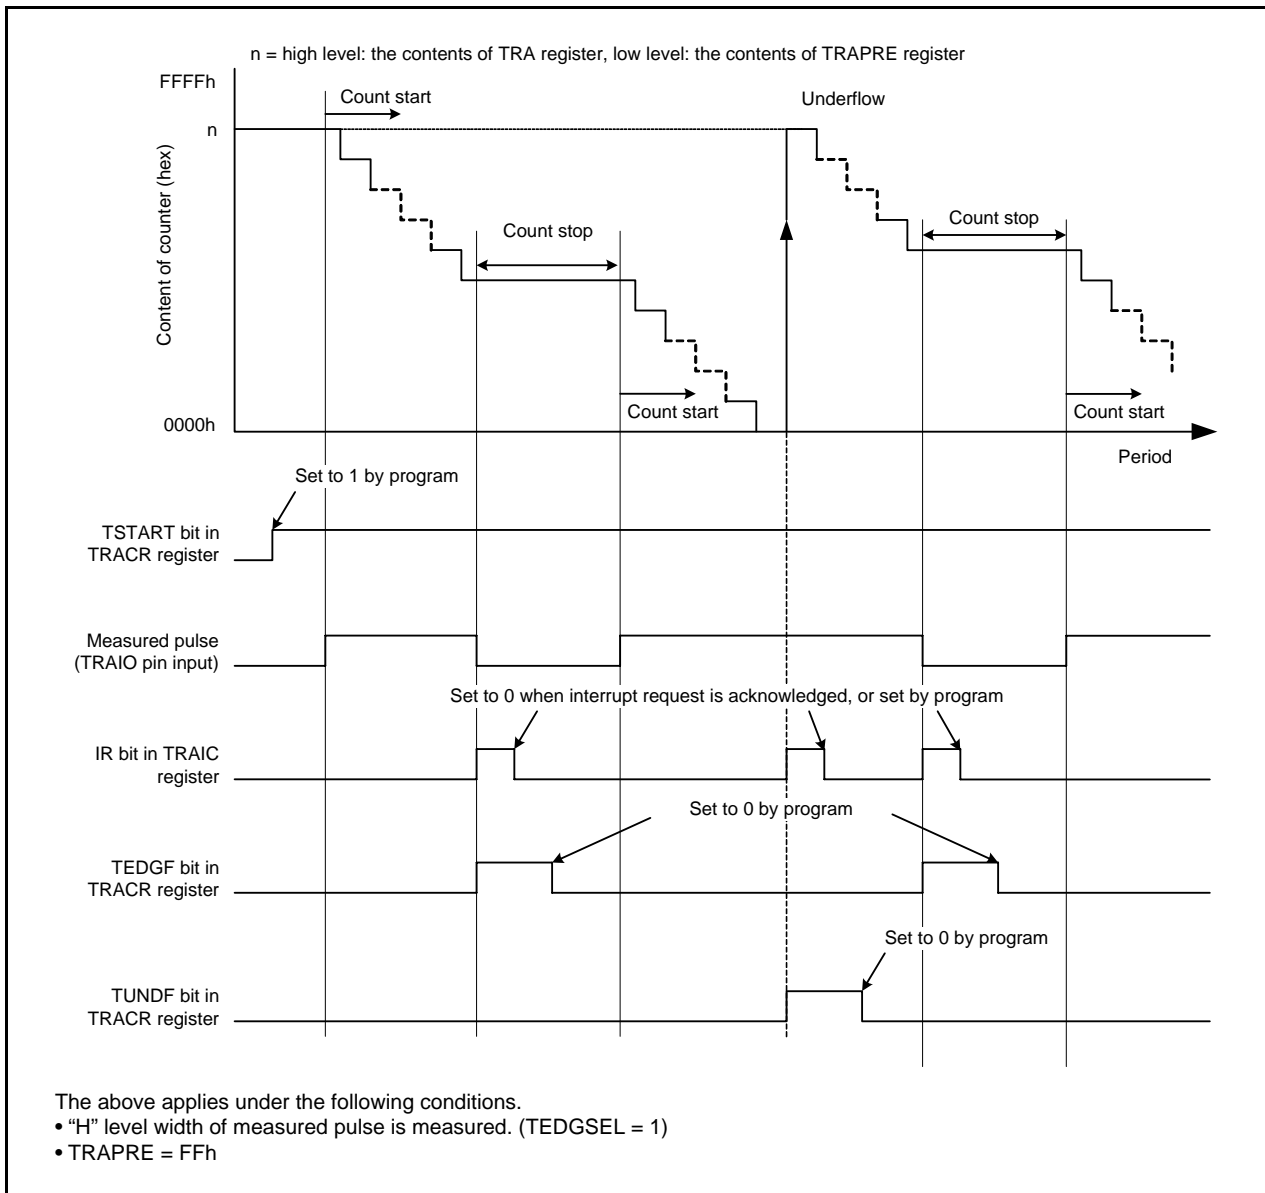 n = high level: the contents of TRA register, low level: the contents of TRAPRE register
FFFFh
Count start
Underflow
n
Content of counter (hex)
Count stop
Count stop
Count start
Count start
0000h
Period
Set to 1 by program
TSTART bit in
TRACR register
Measured pulse
(TRAIO pin input)
Set to 0 when interrupt request is acknowledged, or set by program
IR bit in TRAIC
register
Set to 0 by program
TEDGF bit in
TRACR register
Set to 0 by program
TUNDF bit in
TRACR register
The above applies under the following conditions.
• “H” level width of measured pulse is measured. (TEDGSEL = 1)
• TRAPRE = FFh